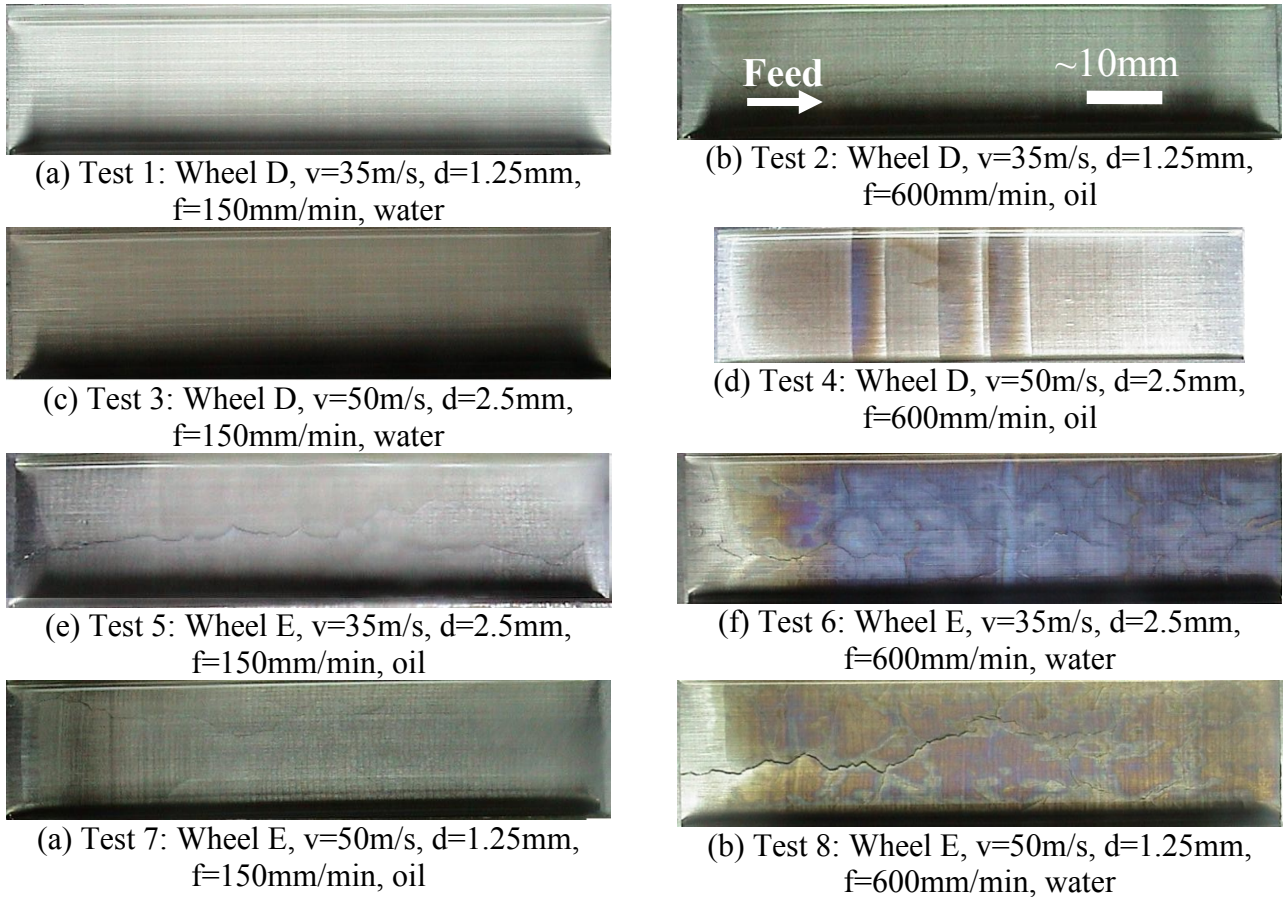 Feed
~10mm
(a) Test 1: Wheel D, v=35m/s, d=1.25mm,
f=150mm/min, water
(b) Test 2: Wheel D, v=35m/s, d=1.25mm,
f=600mm/min, oil
(c) Test 3: Wheel D, v=50m/s, d=2.5mm,
f=150mm/min, water
(d) Test 4: Wheel D, v=50m/s, d=2.5mm,
f=600mm/min, oil
(e) Test 5: Wheel E, v=35m/s, d=2.5mm,
f=150mm/min, oil
(f) Test 6: Wheel E, v=35m/s, d=2.5mm,
f=600mm/min, water
(a) Test 7: Wheel E, v=50m/s, d=1.25mm,
f=150mm/min, oil
(b) Test 8: Wheel E, v=50m/s, d=1.25mm,
f=600mm/min, water